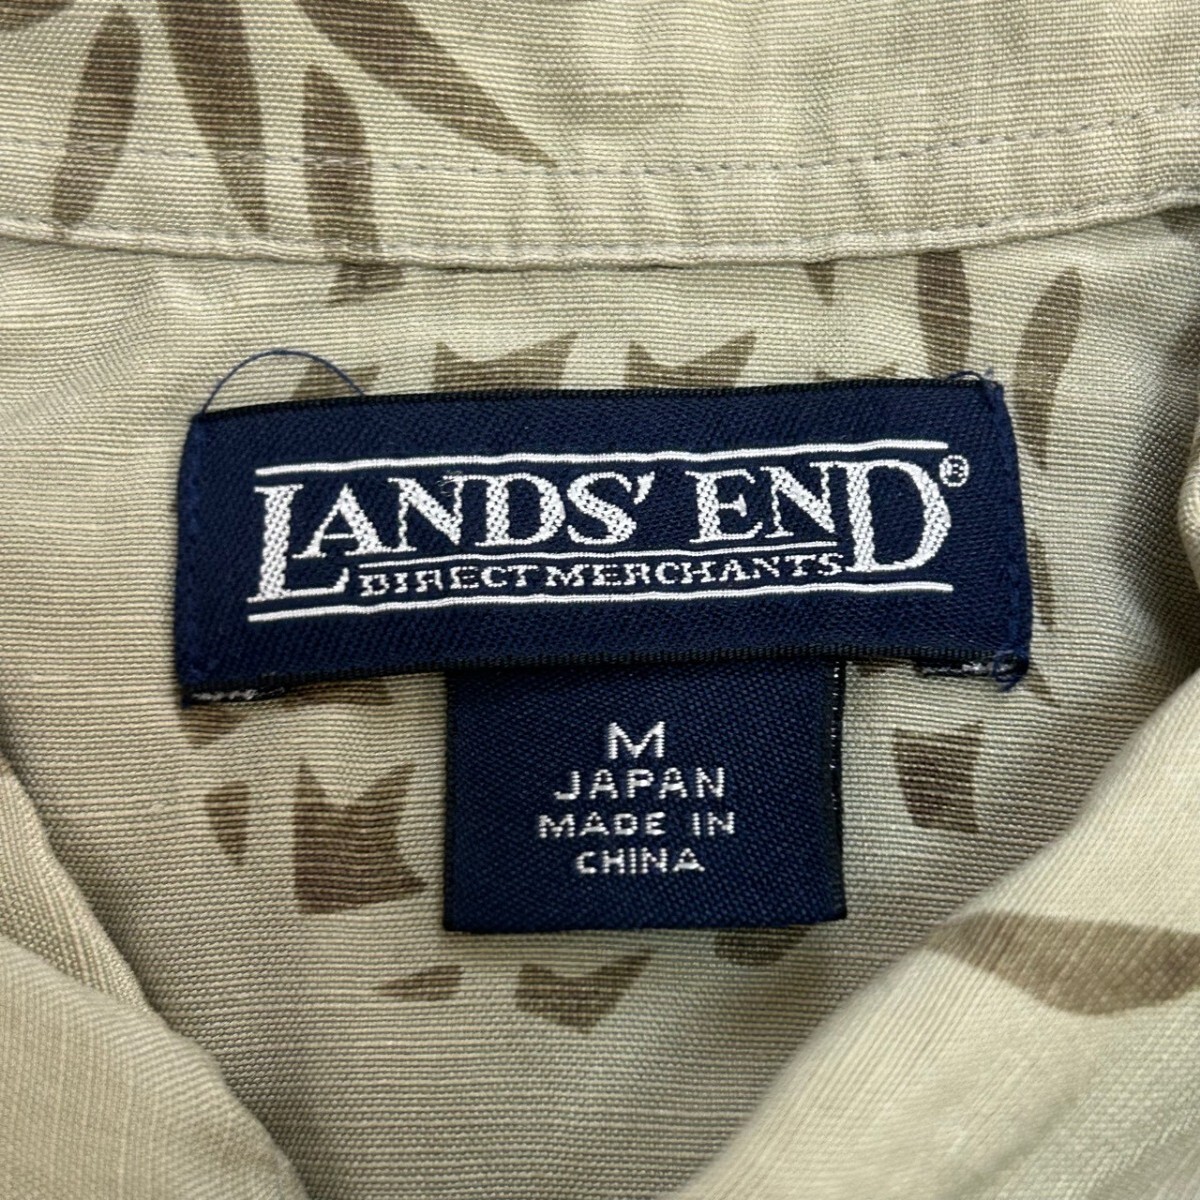 LANDS' END®
DIRECT MERCHANTS
M
JAPAN
MADE IN
CHINA